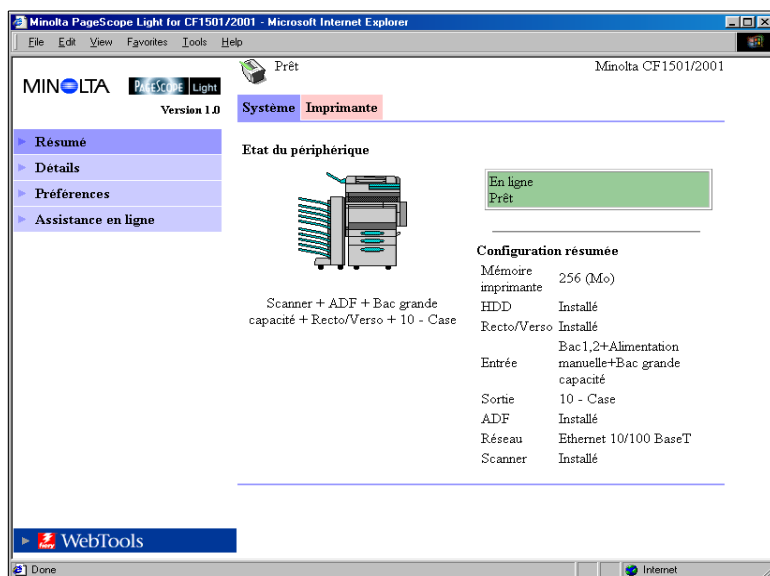 Minolta PageScope Light for CF1501/2001 - Microsoft Internet Explorer
File Edit View Favorites Tools Help
MINOLTA PAGESCOPE Light
Version 1.0
Résumé
Détails
Préférences
Assistance en ligne
fiery WebTools
Prêt Minolta CF1501/2001
Système Imprimante
Etat du périphérique
Scanner + ADF + Bac grande
capacité + Recto/Verso + 10 - Case
En ligne
Prêt
Configuration résumée
Mémoire
imprimante 256 (Mo)
HDD Installé
Recto/Verso Installé
Entrée Bac1,2+Alimentation
manuelle+Bac grande
capacité
Sortie 10 - Case
ADF Installé
Réseau Ethernet 10/100 BaseT
Scanner Installé
Done Internet